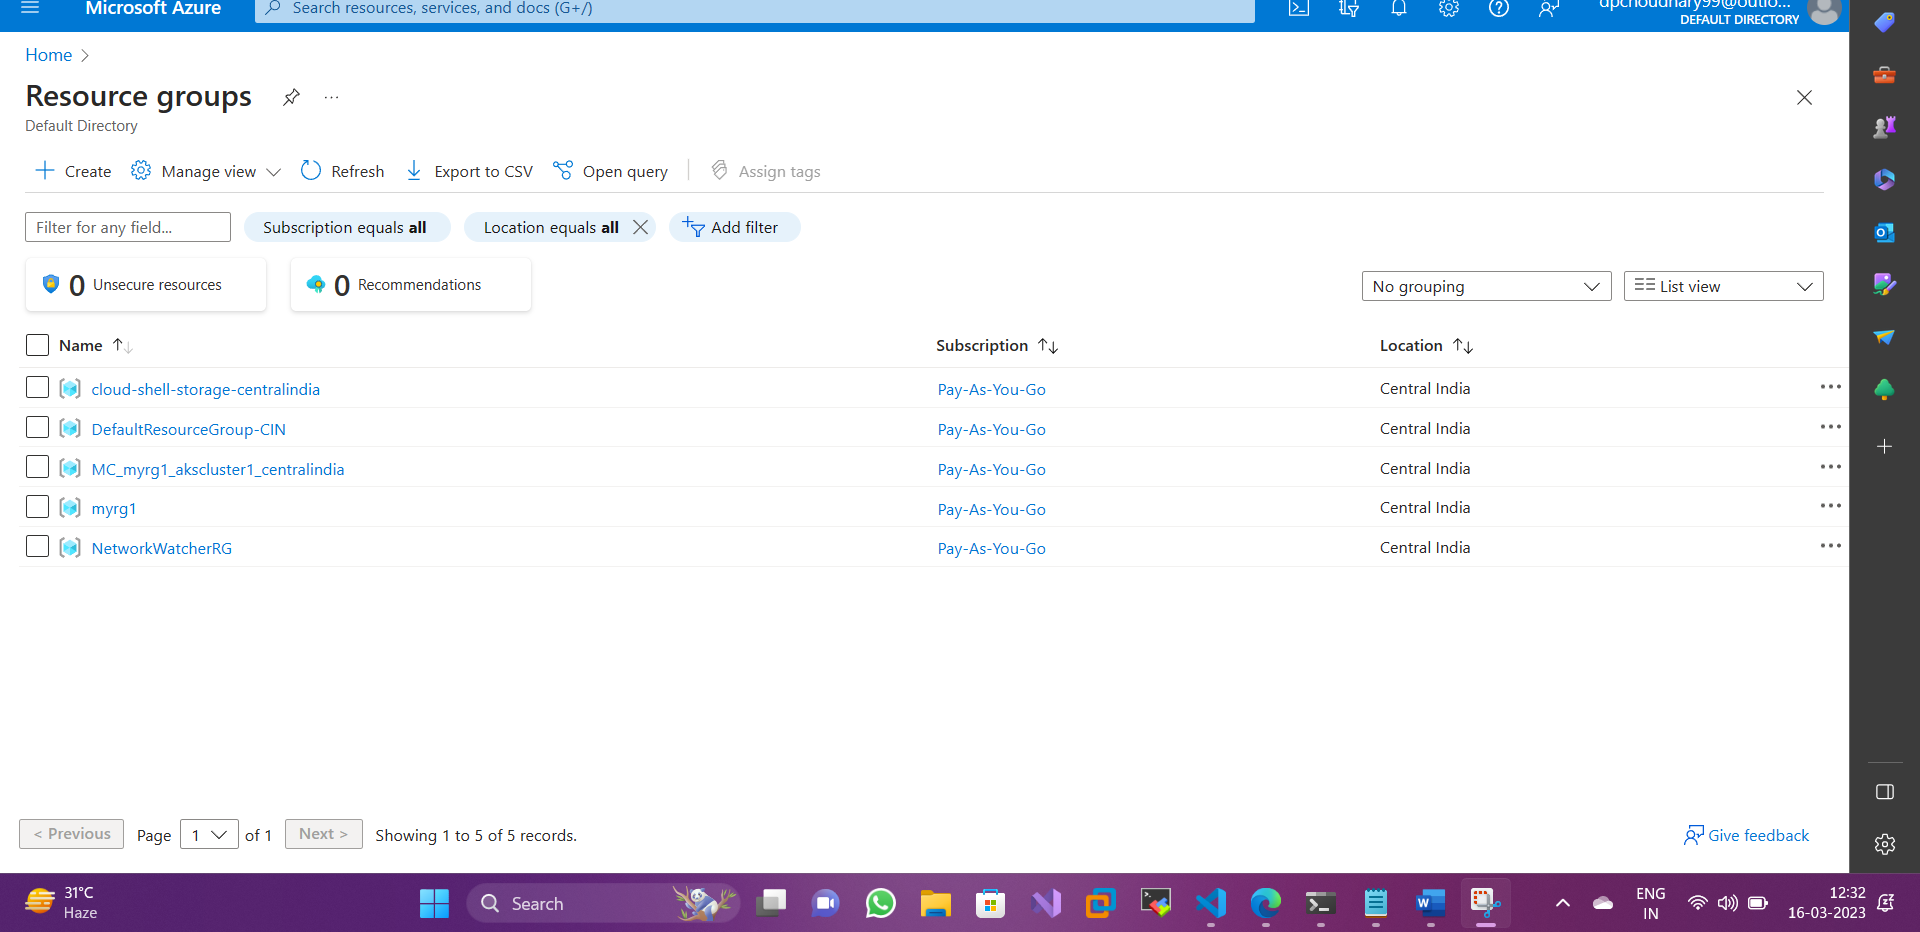 Microsoft Azure
Search resources, services, and docs (G+/)
dpchoudhary99@outlo...
DEFAULT DIRECTORY
Home
Resource groups
Default Directory
Create
Manage view
Refresh
Export to CSV
Open query
Assign tags
Filter for any field...
Subscription equals all
Location equals all
Add filter
0 Unsecure resources
0 Recommendations
No grouping
List view
Name Subscription Location
cloud-shell-storage-centralindia Pay-As-You-Go Central India
DefaultResourceGroup-CIN Pay-As-You-Go Central India
MC_myrg1_akscluster1_centralindia Pay-As-You-Go Central India
myrg1 Pay-As-You-Go Central India
NetworkWatcherRG Pay-As-You-Go Central India
< Previous Page 1 of 1 Next > Showing 1 to 5 of 5 records.
Give feedback
31°C
Haze
Search
ENG
IN
12:32
16-03-2023